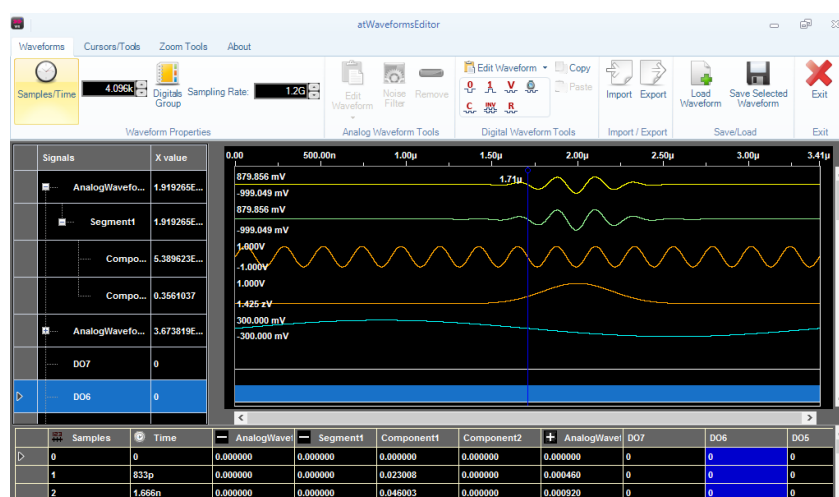 atWaveformsEditor
Waveforms Cursors/Tools Zoom Tools About
Samples/Time 4.096k Digitals Group Sampling Rate: 1.2G
Edit Waveform Noise Filter Remove
Edit Waveform Copy
Paste
0 1 V
C INV R
Import Export
Load Waveform Save Selected Waveform
Exit
Waveform Properties Analog Waveform Tools Digital Waveform Tools Import / Export Save/Load Exit
Signals X value
0.00 500.00n 1.00µ 1.50µ 2.00µ 2.50µ 3.00µ 3.41µ
AnalogWavefo... 1.919265E...
Segment1 1.919265E...
Compo... 5.389623E...
Compo... 0.3561037
AnalogWavefo... 3.673819E...
DO7 0
DO6 0
879.856 mV
1.71µ
-999.049 mV
879.856 mV
-999.049 mV
1.000V
-1.000V
1.000V
1.425 zV
300.000 mV
-300.000 mV
Samples Time AnalogWavef Segment1 Component1 Component2 AnalogWavef DO7 DO6 DO5
0 0 0.000000 0.000000 0.000000 0.000000 0.000000 0 0 0
1 833p 0.000000 0.000000 0.023008 0.000000 0.000460 0 0 0
2 1.666n 0.000000 0.000000 0.046003 0.000000 0.000920 0 0 0